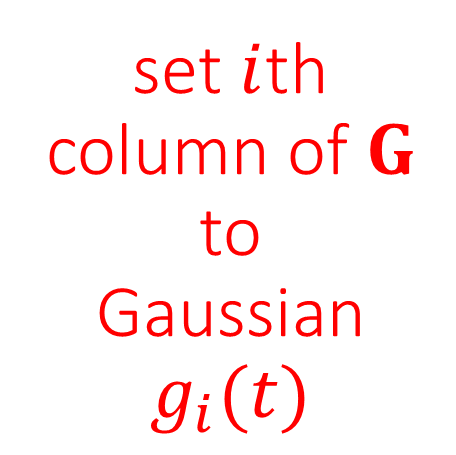 set 𝑖th
column of 𝐆
to
Gaussian
𝑔ᵢ(𝑡)